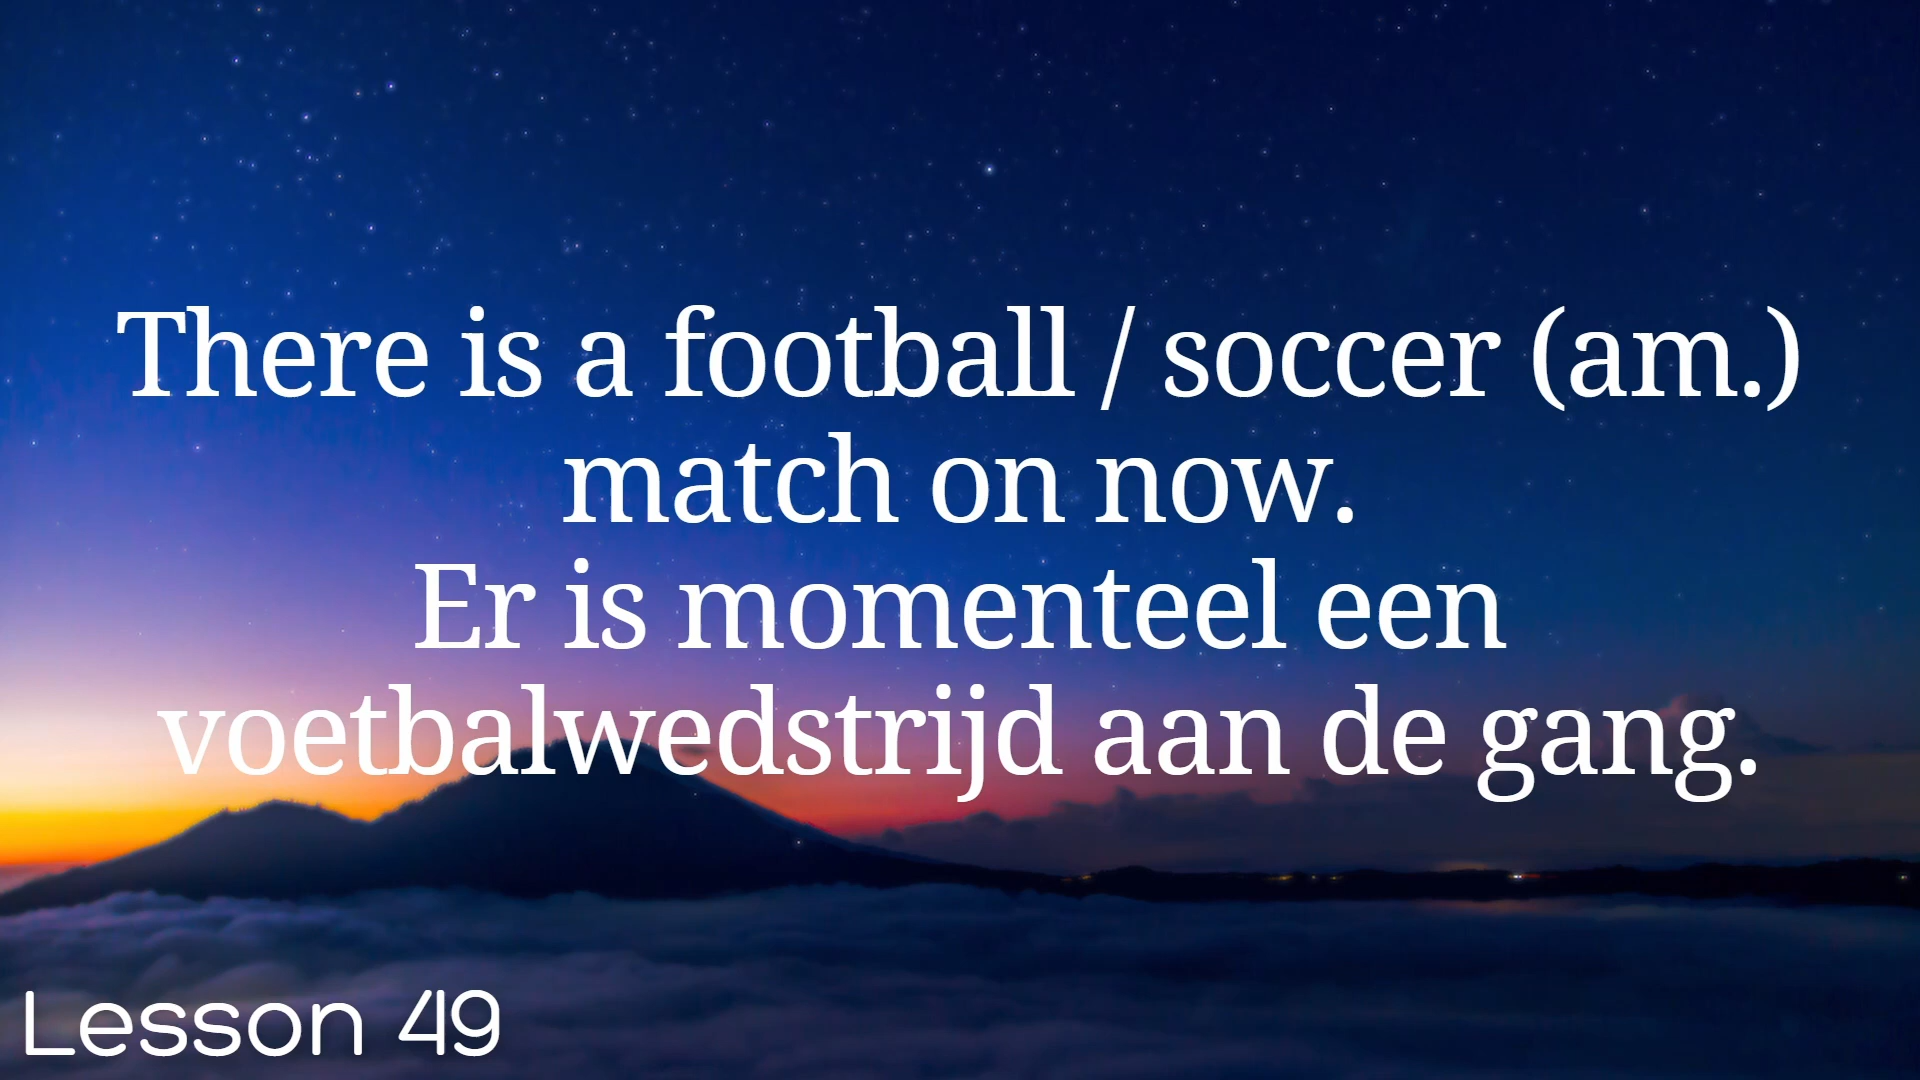 There is a football / soccer (am.)
match on now.
Er is momenteel een
voetbalwedstrijd aan de gang.
Lesson 49